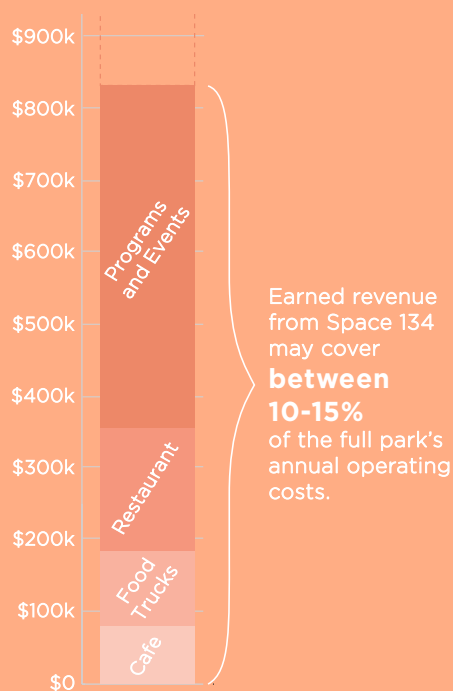 $900k
$800k
$700k
$600k
$500k
$400k
$300k
$200k
$100k
$0
Programs
and Events
Restaurant
Food
Trucks
Cafe
Earned revenue
from Space 134
may cover
between
10-15%
of the full park's
annual operating
costs.